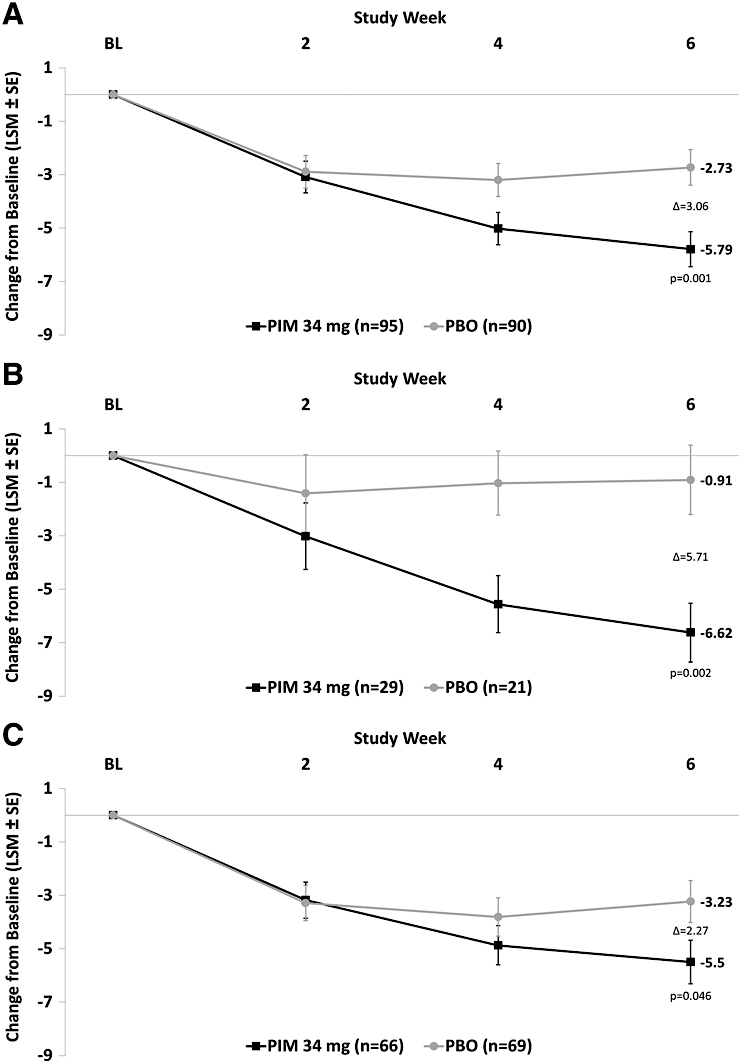 A
Study Week
BL 2 4 6
Change from Baseline (LSM ± SE)
1
-1
-3
-5
-7
-9
-2.73
Δ=3.06
-5.79
p=0.001
PIM 34 mg (n=95) PBO (n=90)
B
Study Week
BL 2 4 6
Change from Baseline (LSM ± SE)
1
-1
-3
-5
-7
-9
-0.91
Δ=5.71
-6.62
p=0.002
PIM 34 mg (n=29) PBO (n=21)
C
Study Week
BL 2 4 6
Change from Baseline (LSM ± SE)
1
-1
-3
-5
-7
-9
-3.23
Δ=2.27
-5.5
p=0.046
PIM 34 mg (n=66) PBO (n=69)